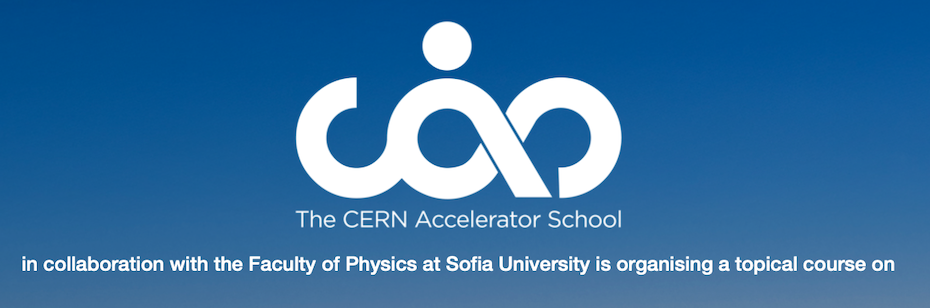 The CERN Accelerator School
in collaboration with the Faculty of Physics at Sofia University is organising a topical course on